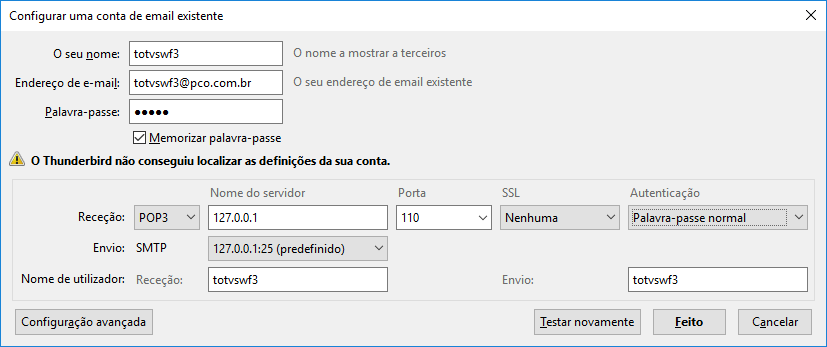 Configurar uma conta de email existente
O seu nome: totvswf3 O nome a mostrar a terceiros
Endereço de e-mail: totvswf3@pco.com.br O seu endereço de email existente
Palavra-passe: ●●●●●
Memorizar palavra-passe
O Thunderbird não conseguiu localizar as definições da sua conta.
Nome do servidor Porta SSL Autenticação
Receção: POP3 127.0.0.1 110 Nenhuma Palavra-passe normal
Envio: SMTP 127.0.0.1:25 (predefinido)
Nome de utilizador: Receção: totvswf3 Envio: totvswf3
Configuração avançada Testar novamente Feito Cancelar